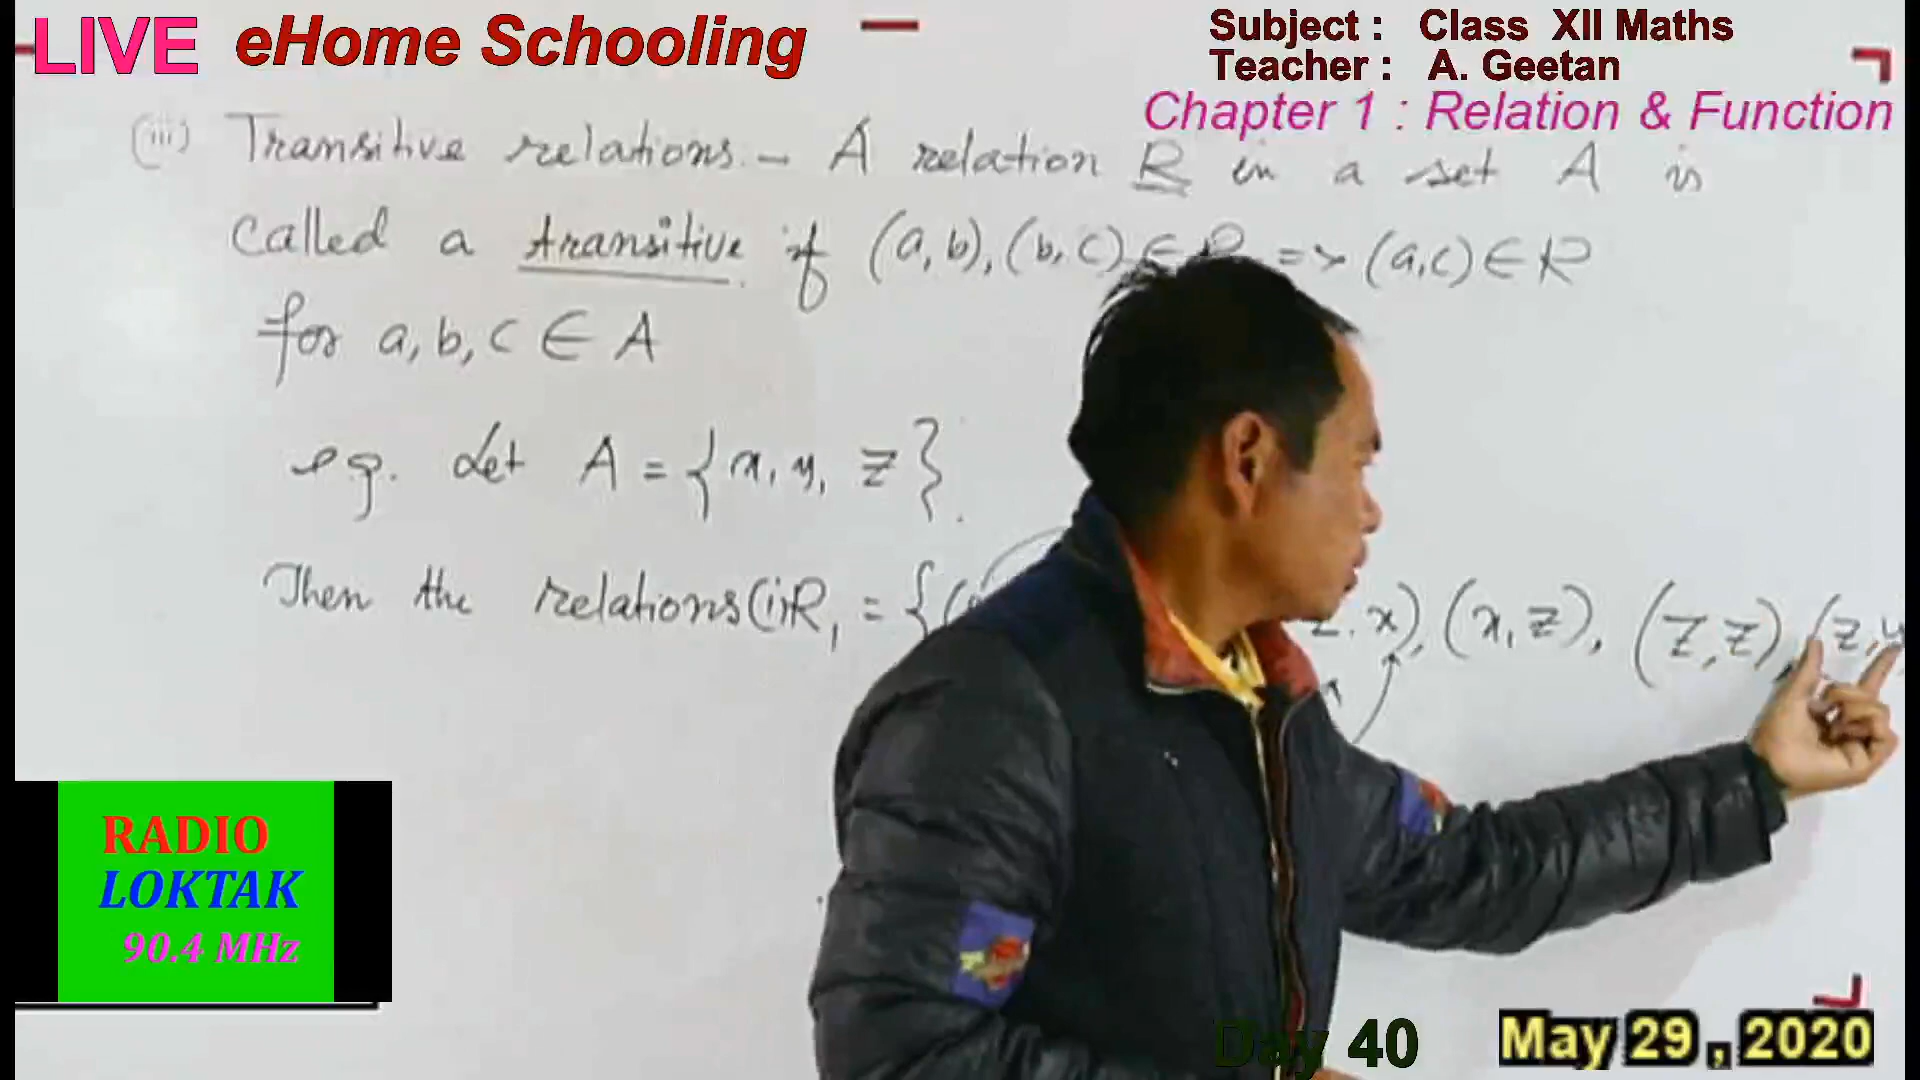 LIVE eHome Schooling
Subject : Class XII Maths
Teacher : A. Geetan
Chapter 1 : Relation & Function
(iii) Transitive relations. - A relation R in a set A is
called a transitive if (a, b), (b, c) ∈ R => (a,c) ∈ R
for a, b, c ∈ A
e.g. Let A = {x, y, z}.
Then the relations (i) R₁ = {( z, x), (x, z), (z, z), (z, y
RADIO
LOKTAK
90.4 MHz
Day 40
May 29 , 2020